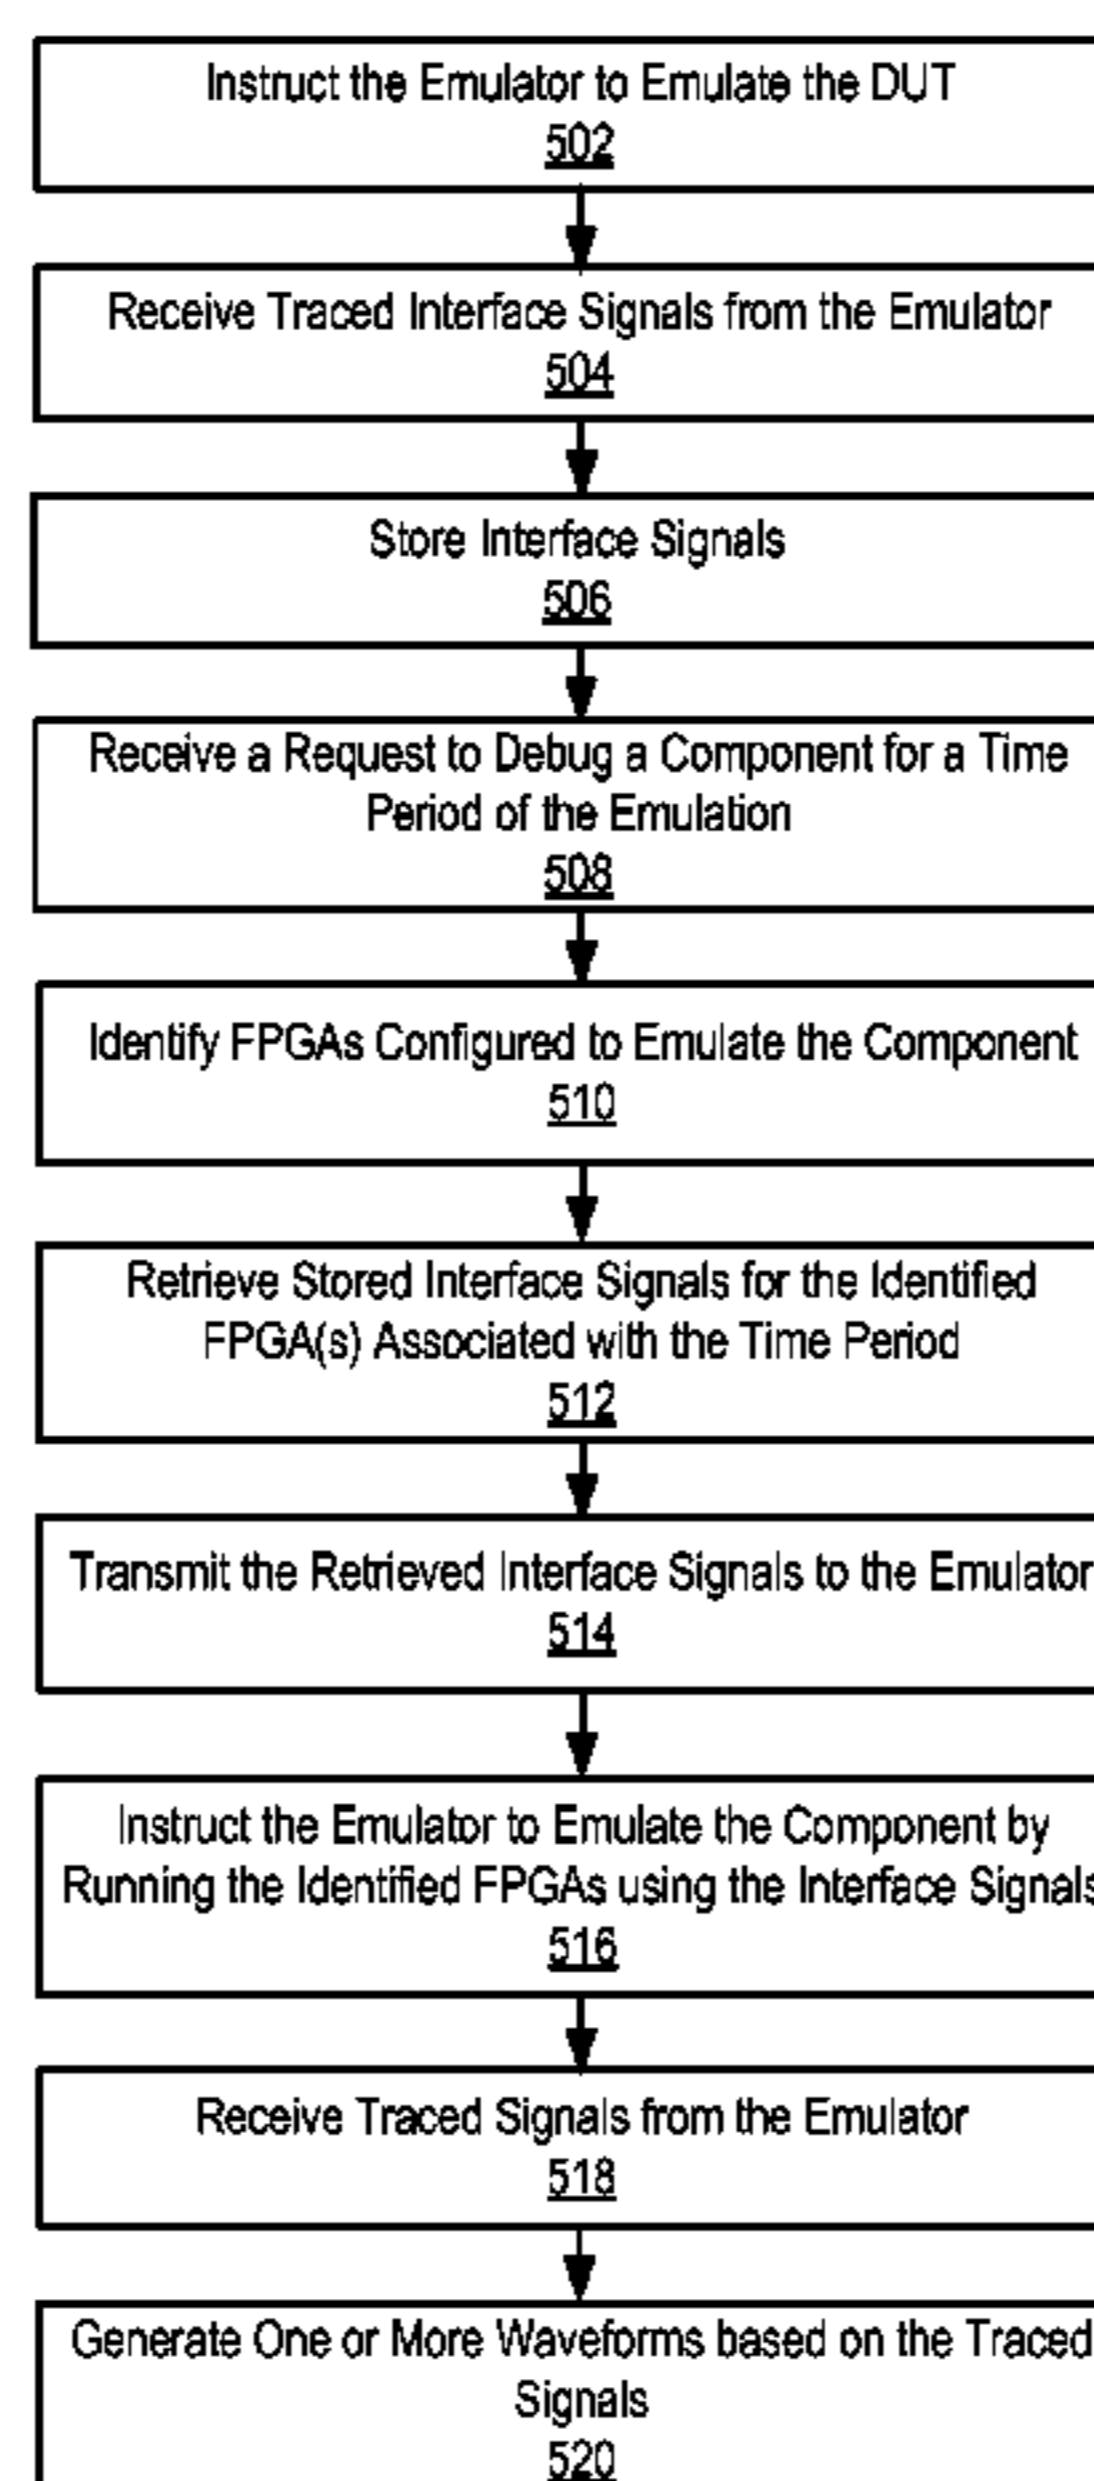 Instruct the Emulator to Emulate the DUT
502
Receive Traced Interface Signals from the Emulator
504
Store Interface Signals
506
Receive a Request to Debug a Component for a Time
Period of the Emulation
508
Identify FPGAs Configured to Emulate the Component
510
Retrieve Stored Interface Signals for the Identified
FPGA(s) Associated with the Time Period
512
Transmit the Retrieved Interface Signals to the Emulator
514
Instruct the Emulator to Emulate the Component by
Running the Identified FPGAs using the Interface Signals
516
Receive Traced Signals from the Emulator
518
Generate One or More Waveforms based on the Traced
Signals
520